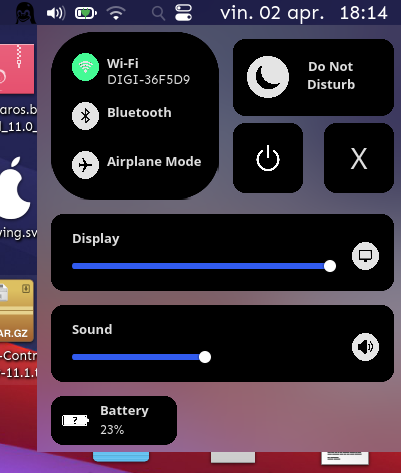 vin. 02 apr. 18:14
Wi-Fi
DIGI-36F5D9
Bluetooth
Airplane Mode
Do Not
Disturb
X
aros.b
_11.0_
Display
ving.sv
Sound
AR.GZ
-Contr
-11.1.t
Battery
?
23%